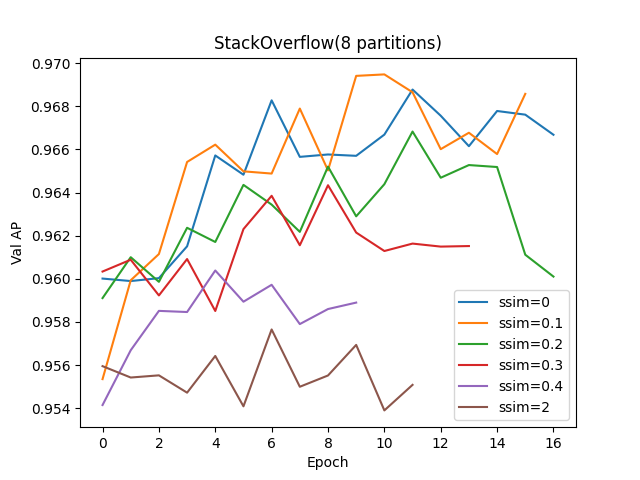 StackOverflow(8 partitions)
0.970
0.968
0.966
0.964
0.962
0.960
0.958
0.956
0.954
Val AP
0 2 4 6 8 10 12 14 16
Epoch
ssim=0
ssim=0.1
ssim=0.2
ssim=0.3
ssim=0.4
ssim=2